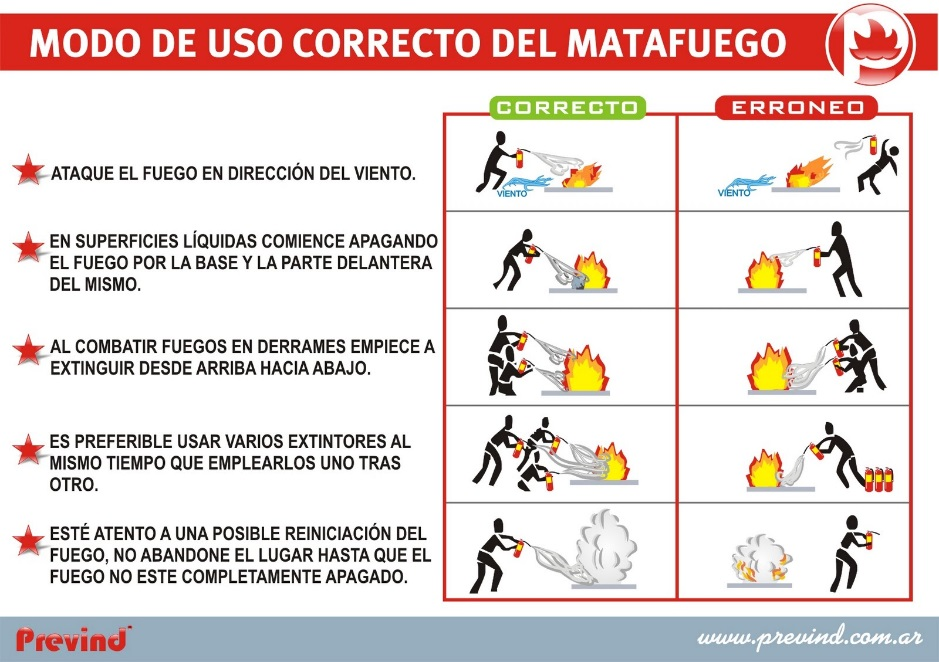 MODO DE USO CORRECTO DEL MATAFUEGO
CORRECTO
ERRONEO
ATAQUE EL FUEGO EN DIRECCIÓN DEL VIENTO.
VIENTO
VIENTO
EN SUPERFICIES LÍQUIDAS COMIENCE APAGANDO
EL FUEGO POR LA BASE Y LA PARTE DELANTERA
DEL MISMO.
AL COMBATIR FUEGOS EN DERRAMES EMPIECE A
EXTINGUIR DESDE ARRIBA HACIA ABAJO.
ES PREFERIBLE USAR VARIOS EXTINTORES AL
MISMO TIEMPO QUE EMPLEARLOS UNO TRAS
OTRO.
ESTÉ ATENTO A UNA POSIBLE REINICIACIÓN DEL
FUEGO, NO ABANDONE EL LUGAR HASTA QUE EL
FUEGO NO ESTE COMPLETAMENTE APAGADO.
Prevind
www.previnд.com.ar